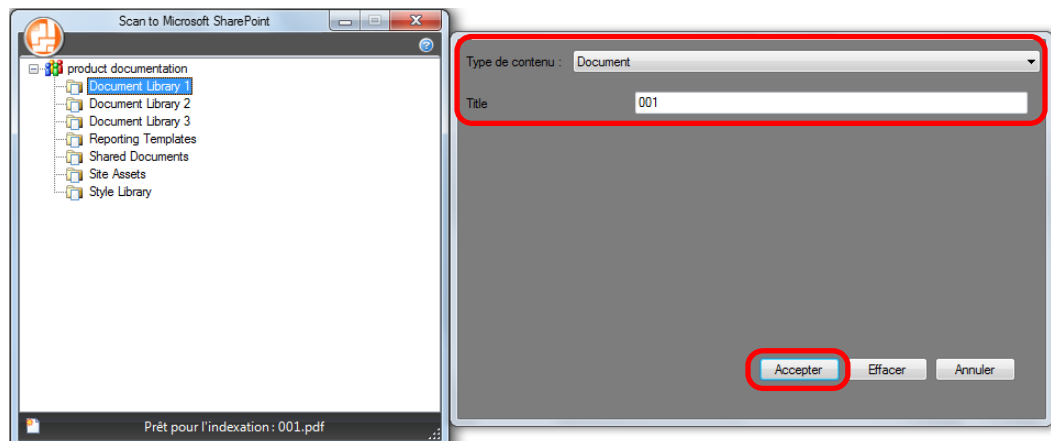 Scan to Microsoft SharePoint
product documentation
Document Library 1
Document Library 2
Document Library 3
Reporting Templates
Shared Documents
Site Assets
Style Library
Prêt pour l'indexation : 001.pdf
Type de contenu : Document
Title 001
Accepter Effacer Annuler